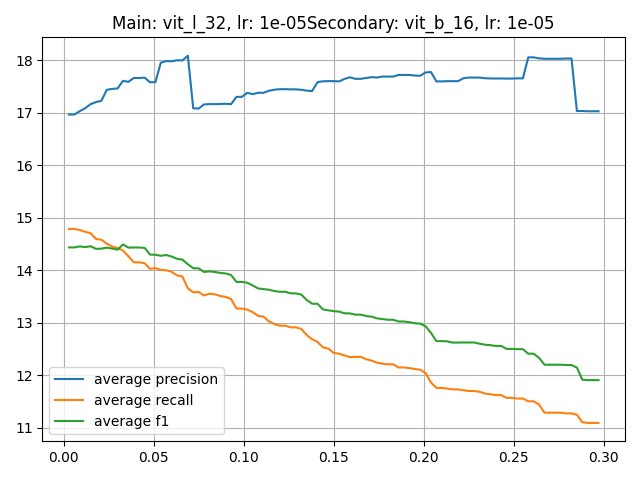 Main: vit_l_32, lr: 1e-05Secondary: vit_b_16, lr: 1e-05
18
17
16
15
14
13
12
11
average precision
average recall
average f1
0.00 0.05 0.10 0.15 0.20 0.25 0.30